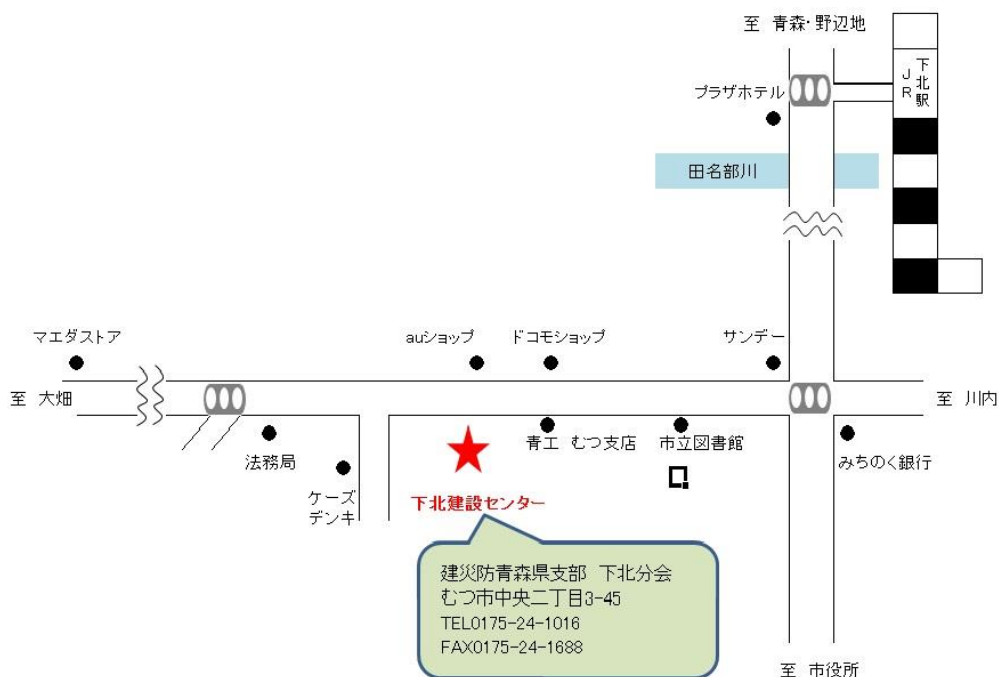 至 青森・野辺地
下北駅
JR
プラザホテル
田名部川
マエダストア
auショップ
ドコモショップ
サンデー
至 大畑
至 川内
法務局
青工 むつ支店
市立図書館
みちのく銀行
ケーズ
デンキ
下北建設センター
建災防青森県支部 下北分会
むつ市中央二丁目3-45
TEL0175-24-1016
FAX0175-24-1688
至 市役所